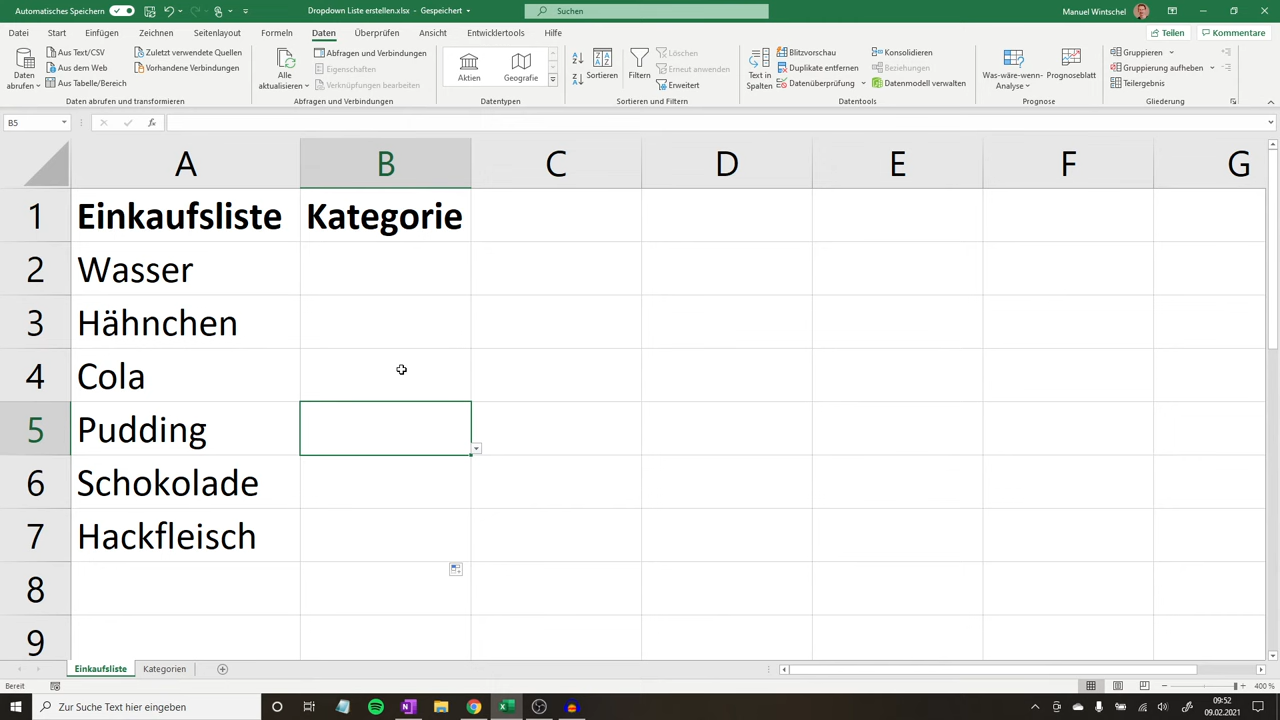 Automatisches Speichern
Dropdown Liste erstellen.xlsx - Gespeichert
Suchen
Manuel Wintschel
Datei Start Einfügen Zeichnen Seitenlayout Formeln Daten Überprüfen Ansicht Entwicklertools Hilfe
Teilen Kommentare
Daten abrufen
Aus Text/CSV
Aus dem Web
Aus Tabelle/Bereich
Zuletzt verwendete Quellen
Vorhandene Verbindungen
Daten abrufen und transformieren
Alle aktualisieren
Abfragen und Verbindungen
Eigenschaften
Verknüpfungen bearbeiten
Abfragen und Verbindungen
Aktien
Geografie
Datentypen
Sortieren
Filtern
Löschen
Erneut anwenden
Erweitert
Sortieren und Filtern
Text in Spalten
Blitzvorschau
Duplikate entfernen
Datenüberprüfung
Konsolidieren
Beziehungen
Datenmodell verwalten
Datentools
Was-wäre-wenn-Analyse
Prognoseblatt
Prognose
Gruppieren
Gruppierung aufheben
Teilergebnis
Gliederung
B5
fx
A B C D E F G
1 Einkaufsliste Kategorie
2 Wasser
3 Hähnchen
4 Cola
5 Pudding
6 Schokolade
7 Hackfleisch
8
9
Einkaufsliste Kategorien
Bereit
400 %
Zur Suche Text hier eingeben
09:52
09.02.2021